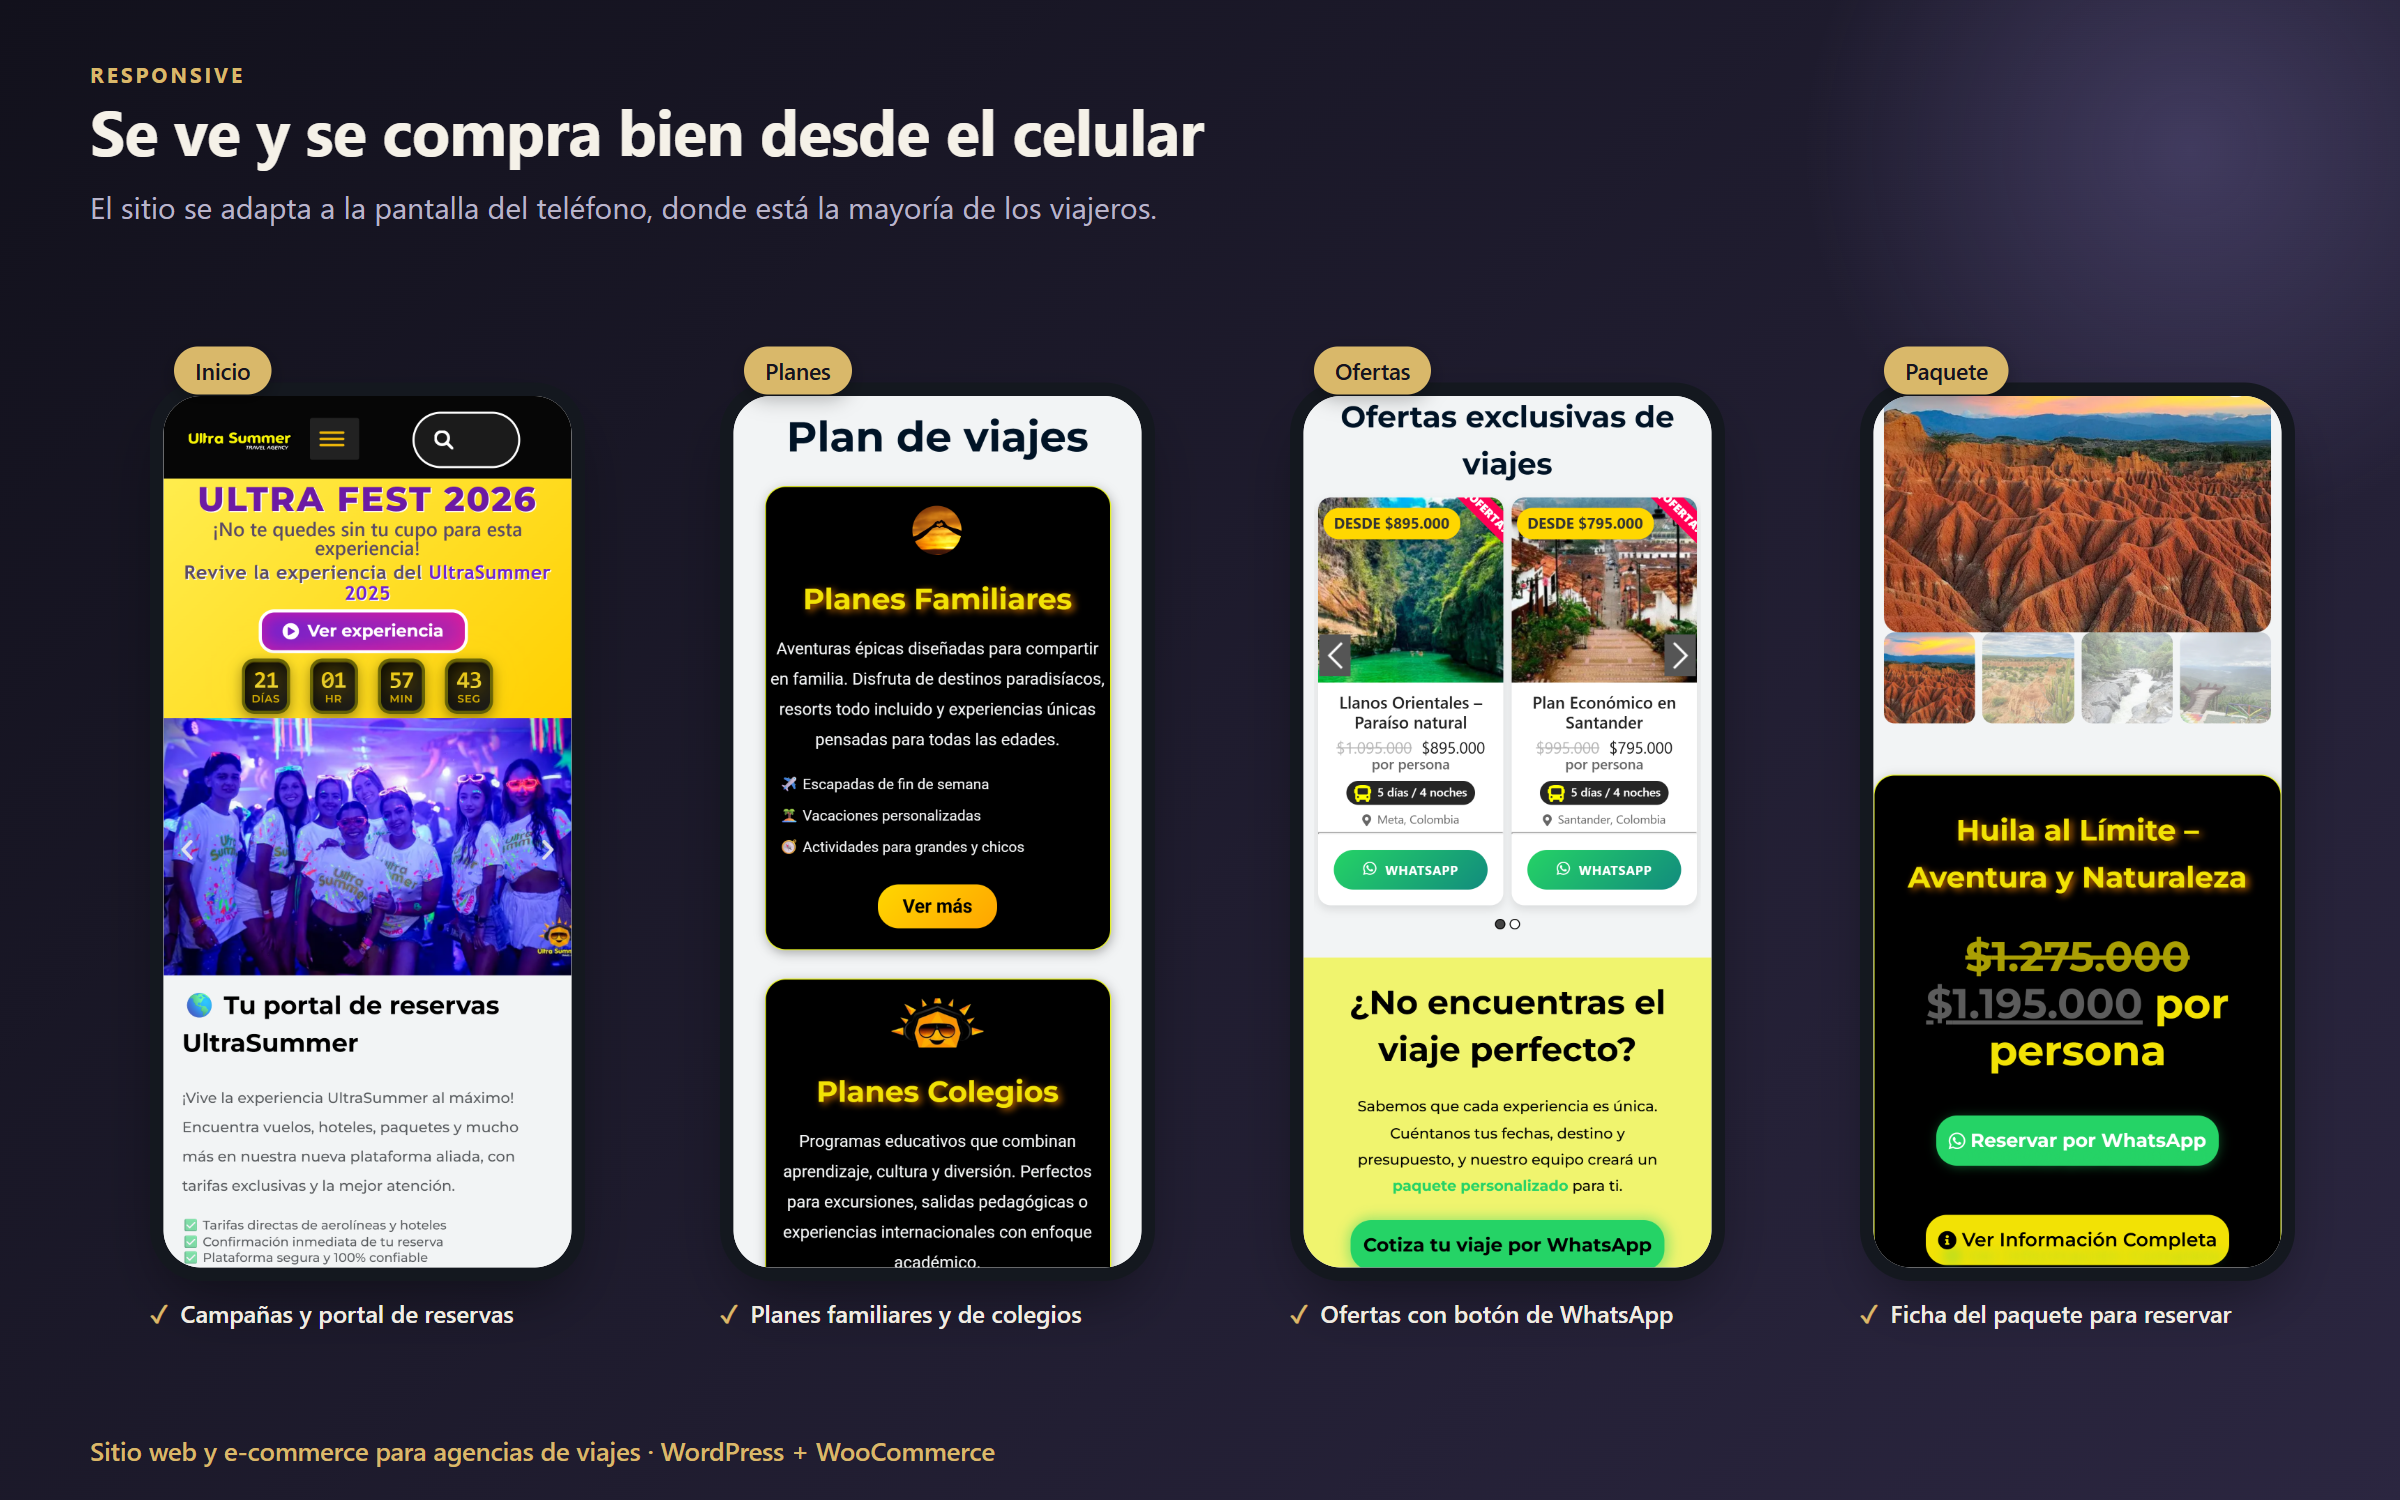 RESPONSIVE
Se ve y se compra bien desde el celular
El sitio se adapta a la pantalla del teléfono, donde está la mayoría de los viajeros.
Inicio
Ultra Summer
TRAVEL AGENCY
ULTRA FEST 2026
¡No te quedes sin tu cupo para esta
experiencia!
Revive la experiencia del UltraSummer
2025
Ver experiencia
21 01 57 43
DÍAS HR MIN SEG
Ultra
Summer
Tu portal de reservas
UltraSummer
¡Vive la experiencia UltraSummer al máximo!
Encuentra vuelos, hoteles, paquetes y mucho
más en nuestra nueva plataforma aliada, con
tarifas exclusivas y la mejor atención.
Tarifas directas de aerolíneas y hoteles
Confirmación inmediata de tu reserva
Plataforma segura y 100% confiable
✓ Campañas y portal de reservas
Planes
Plan de viajes
Planes Familiares
Aventuras épicas diseñadas para compartir
en familia. Disfruta de destinos paradisíacos,
resorts todo incluido y experiencias únicas
pensadas para todas las edades.
Escapadas de fin de semana
Vacaciones personalizadas
Actividades para grandes y chicos
Ver más
Planes Colegios
Programas educativos que combinan
aprendizaje, cultura y diversión. Perfectos
para excursiones, salidas pedagógicas o
experiencias internacionales con enfoque
académico.
✓ Planes familiares y de colegios
Ofertas
Ofertas exclusivas de
viajes
DESDE $895.000
¡OFERTA!
Llanos Orientales –
Paraíso natural
$1.095.000 $895.000
por persona
5 días / 4 noches
Meta, Colombia
WHATSAPP
DESDE $795.000
¡OFERTA!
Plan Económico en
Santander
$995.000 $795.000
por persona
5 días / 4 noches
Santander, Colombia
WHATSAPP
¿No encuentras el
viaje perfecto?
Sabemos que cada experiencia es única.
Cuéntanos tus fechas, destino y
presupuesto, y nuestro equipo creará un
paquete personalizado para ti.
Cotiza tu viaje por WhatsApp
✓ Ofertas con botón de WhatsApp
Paquete
Huila al Límite –
Aventura y Naturaleza
$1.275.000
$1.195.000 por
persona
Reservar por WhatsApp
Ver Información Completa
✓ Ficha del paquete para reservar
Sitio web y e-commerce para agencias de viajes · WordPress + WooCommerce